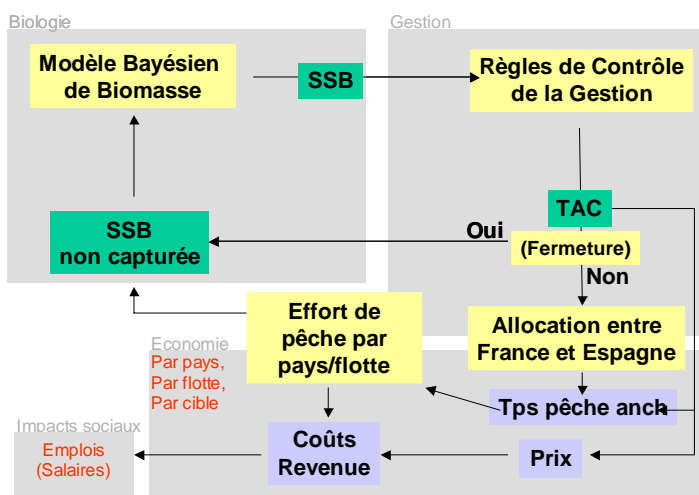 Biologie
Gestion
Modèle Bayésien
de Biomasse
SSB
Règles de Contrôle
de la Gestion
TAC
SSB
non capturée
Oui
(Fermeture)
Non
Effort de
pêche par
pays/flotte
Allocation entre
France et Espagne
Economie
Par pays,
Par flotte,
Par cible
Tps pêche anch
Impacts sociaux
Emplois
(Salaires)
Coûts
Revenue
Prix